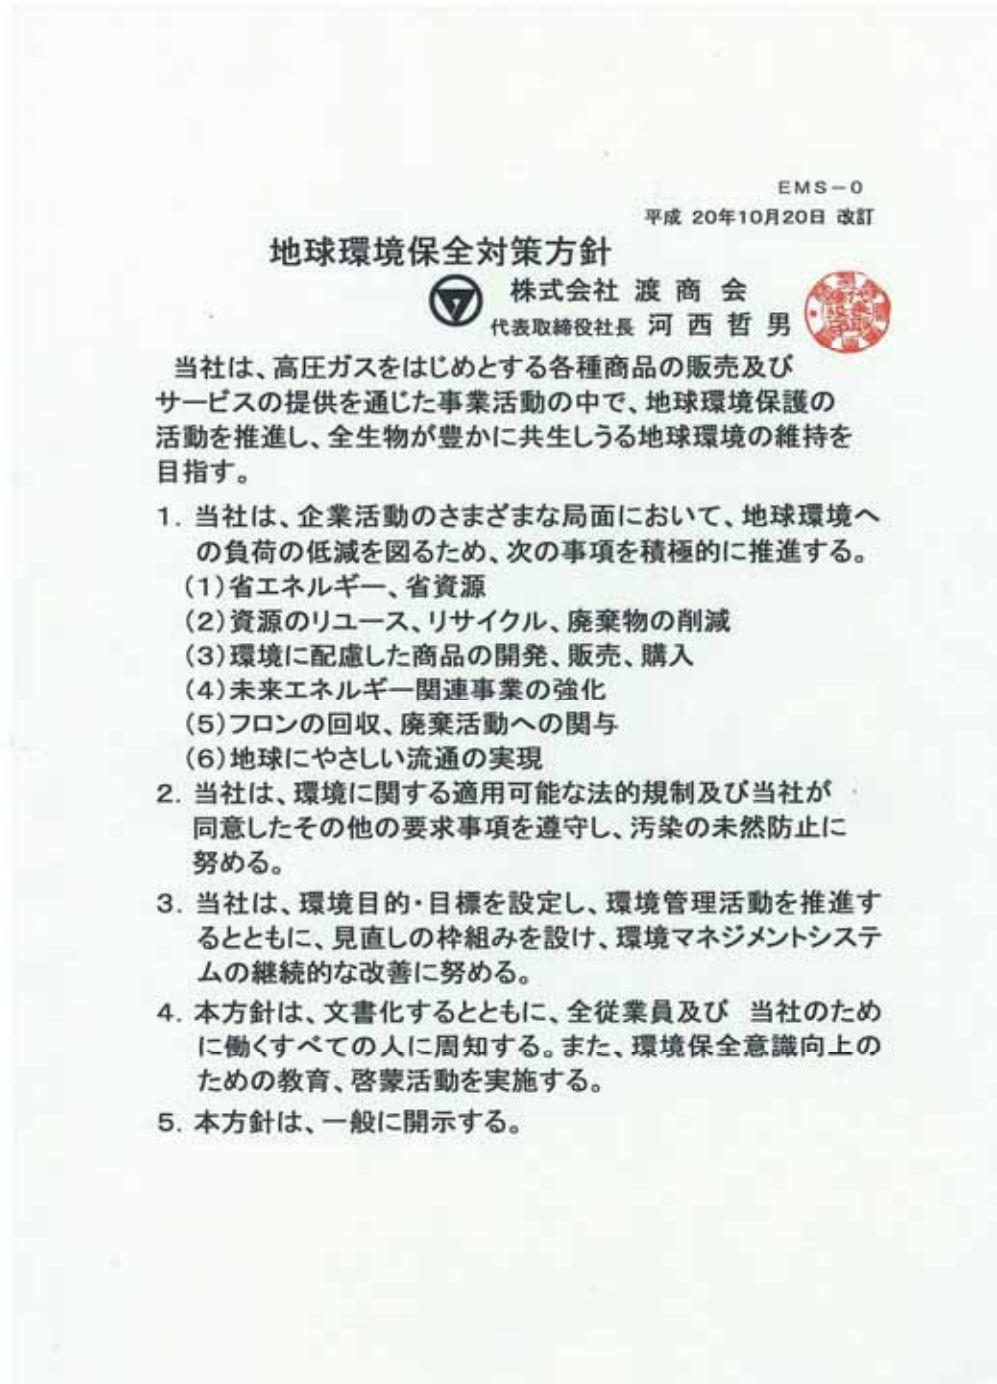 EMS－0
平成 20年10月20日 改訂
地球環境保全対策方針
株式会社 渡 商 会
代表取締役社長 河 西 哲 男
当社は、高圧ガスをはじめとする各種商品の販売及び
サービスの提供を通じた事業活動の中で、地球環境保護の
活動を推進し、全生物が豊かに共生しうる地球環境の維持を
目指す。
1. 当社は、企業活動のさまざまな局面において、地球環境へ
の負荷の低減を図るため、次の事項を積極的に推進する。
(1)省エネルギー、省資源
(2)資源のリユース、リサイクル、廃棄物の削減
(3)環境に配慮した商品の開発、販売、購入
(4)未来エネルギー関連事業の強化
(5)フロンの回収、廃棄活動への関与
(6)地球にやさしい流通の実現
2. 当社は、環境に関する適用可能な法的規制及び当社が
同意したその他の要求事項を遵守し、汚染の未然防止に
努める。
3. 当社は、環境目的・目標を設定し、環境管理活動を推進す
るとともに、見直しの枠組みを設け、環境マネジメントシステ
ムの継続的な改善に努める。
4. 本方針は、文書化するとともに、全従業員及び 当社のため
に働くすべての人に周知する。また、環境保全意識向上の
ための教育、啓蒙活動を実施する。
5. 本方針は、一般に開示する。